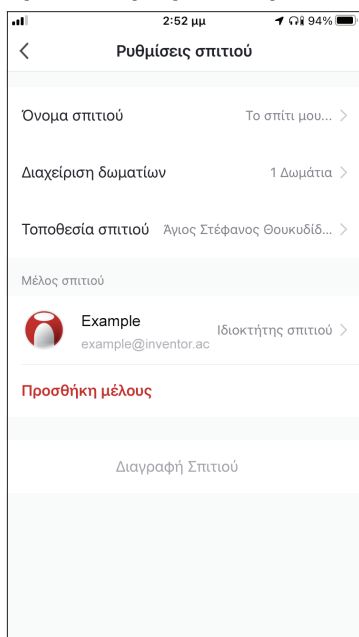 2:52 μμ 94%
Ρυθμίσεις σπιτιού
Όνομα σπιτιού Το σπίτι μου...
Διαχείριση δωματίων 1 Δωμάτια
Τοποθεσία σπιτιού Άγιος Στέφανος Θουκυδίδ...
Μέλος σπιτιού
Example Ιδιοκτήτης σπιτιού
example@inventor.ac
Προσθήκη μέλους
Διαγραφή Σπιτιού